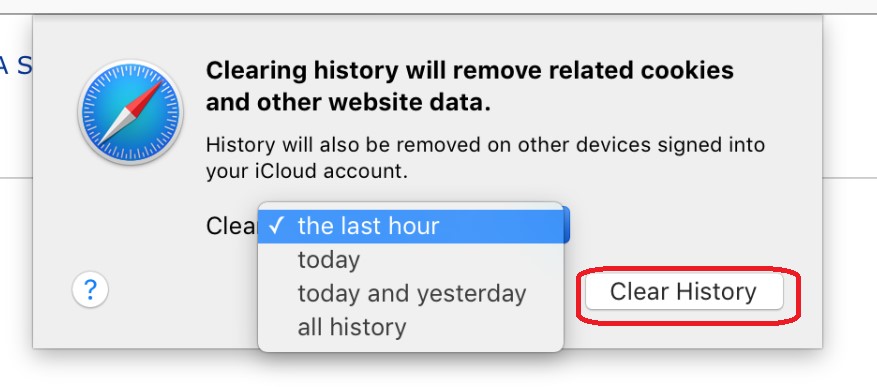 A S
Clearing history will remove related cookies
and other website data.
History will also be removed on other devices signed into
your iCloud account.
Clea
✓ the last hour
today
today and yesterday
all history
?
Clear History